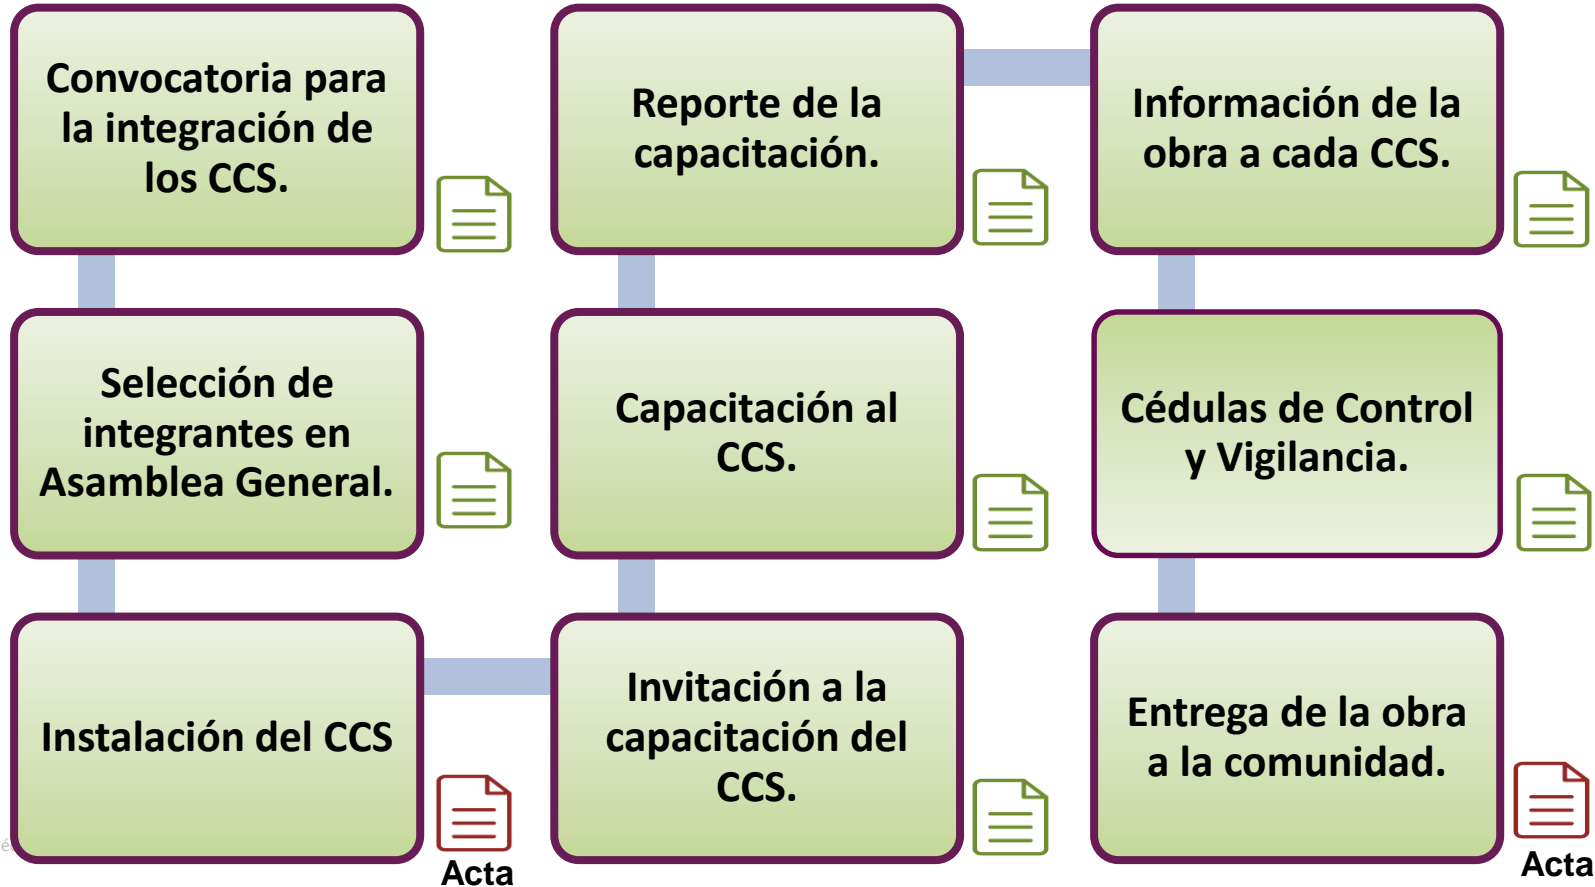 Convocatoria para
la integración de
los CCS.
Selección de
integrantes en
Asamblea General.
Instalación del CCS
Acta
Invitación a la
capacitación del
CCS.
Capacitación al
CCS.
Reporte de la
capacitación.
Información de la
obra a cada CCS.
Cédulas de Control
y Vigilancia.
Entrega de la obra
a la comunidad.
Acta